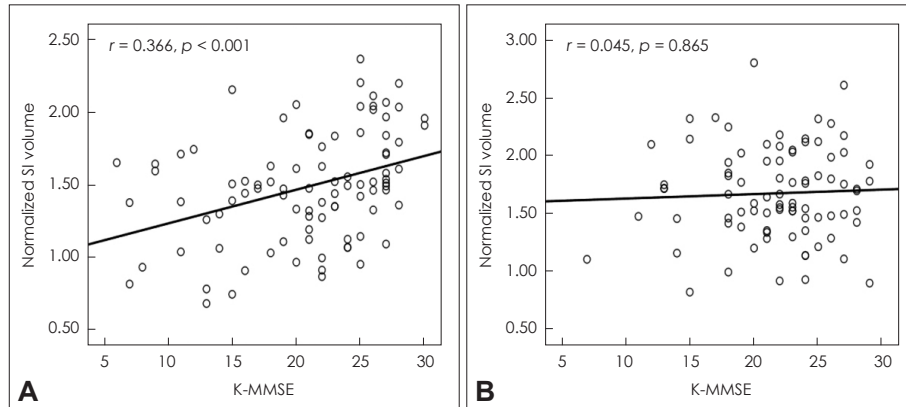 r = 0.366, p < 0.001
2.50
2.00
1.50
1.00
0.50
Normalized SI volume
5 10 15 20 25 30
K-MMSE
A
r = 0.045, p = 0.865
3.00
2.50
2.00
1.50
1.00
0.50
Normalized SI volume
5 10 15 20 25 30
K-MMSE
B